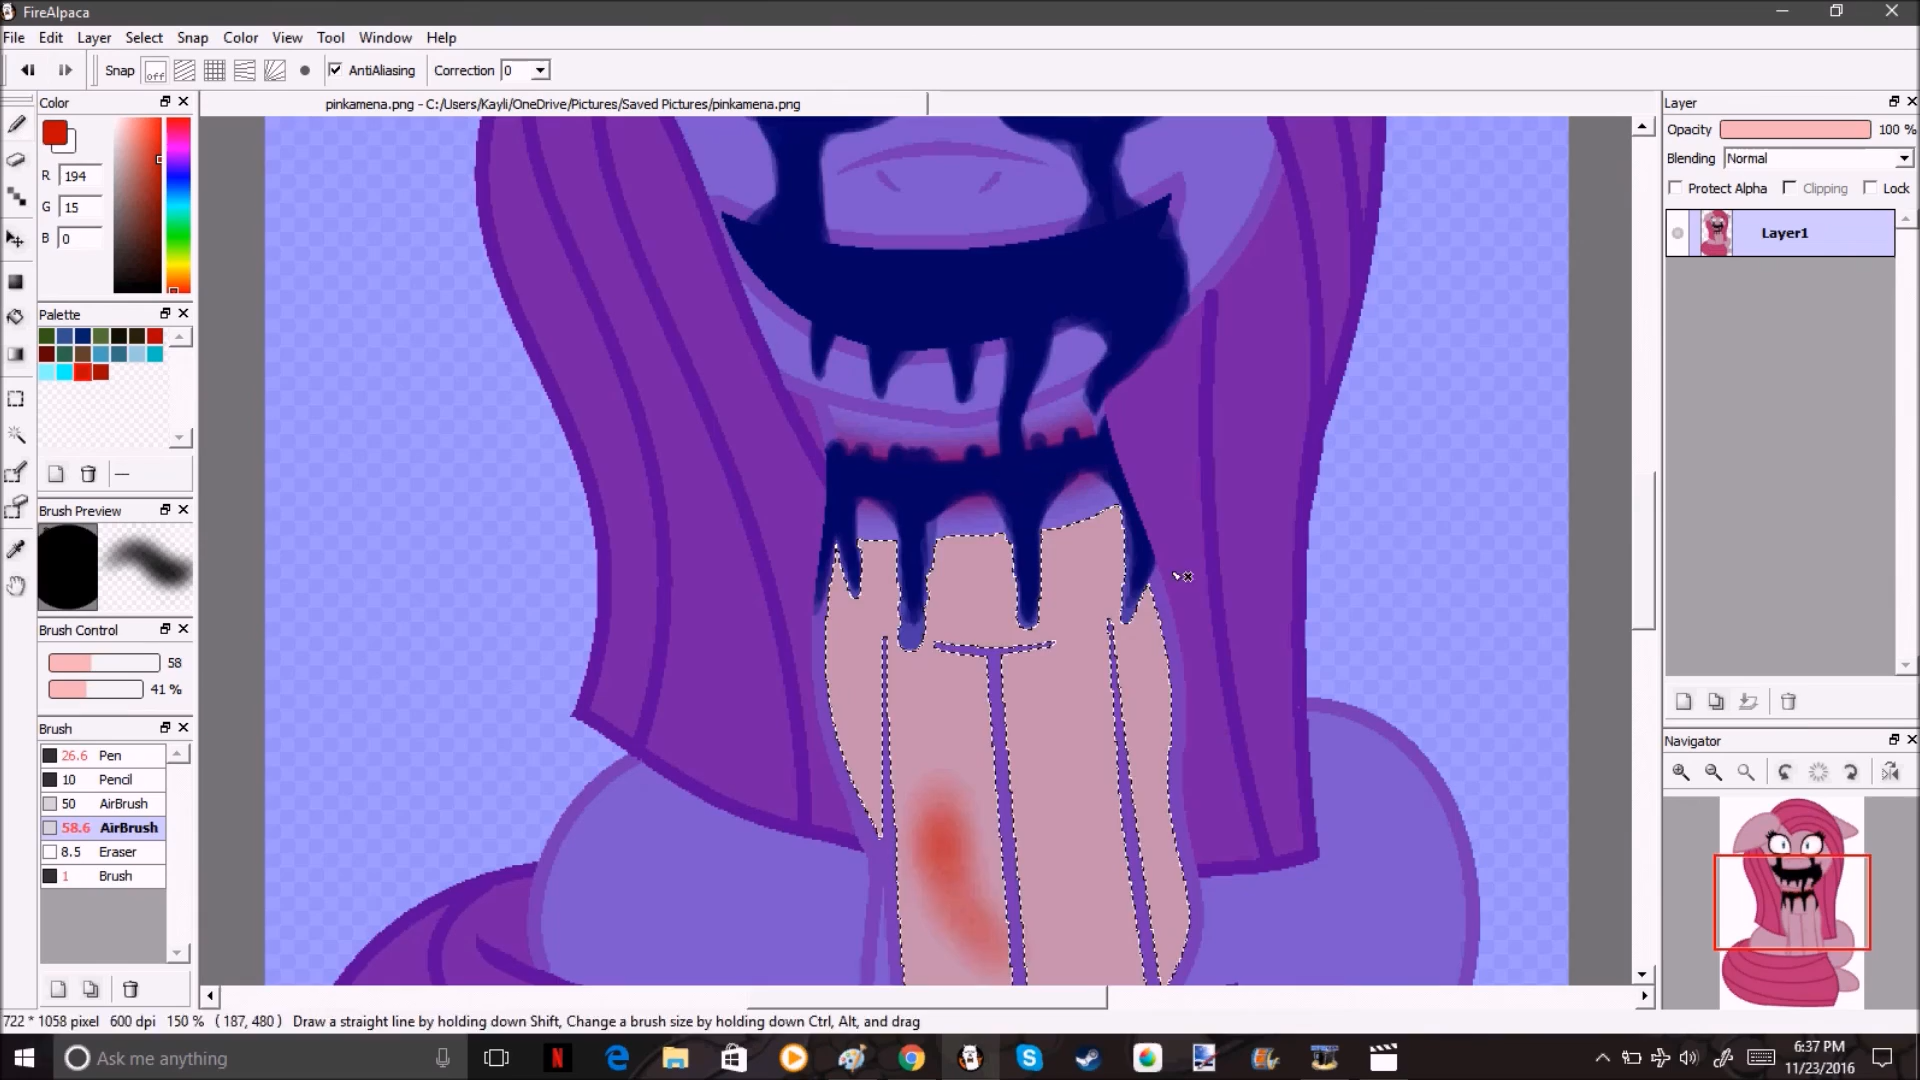 FireAlpaca
File Edit Layer Select Snap Color View Tool Window Help
Snap off AntiAliasing Correction 0
Color
pinkamena.png - C:/Users/Kayli/OneDrive/Pictures/Saved Pictures/pinkamena.png
Layer
Opacity 100 %
Blending Normal
Protect Alpha Clipping Lock
Layer1
R 194
G 15
B 0
Palette
Brush Preview
Brush Control
58
41 %
Brush
26.6 Pen
10 Pencil
50 AirBrush
58.6 AirBrush
8.5 Eraser
1 Brush
Navigator
722 * 1058 pixel 600 dpi 150 % ( 187, 480 ) Draw a straight line by holding down Shift, Change a brush size by holding down Ctrl, Alt, and drag
Ask me anything
6:37 PM
11/23/2016